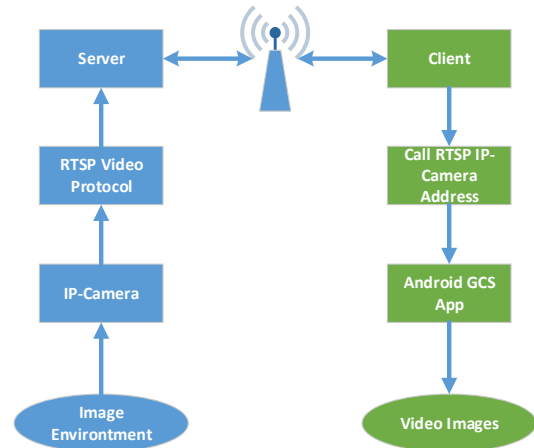 Server
Client
RTSP Video
Protocol
Call RTSP IP-
Camera
Address
IP-Camera
Android GCS
App
Image
Environtment
Video Images